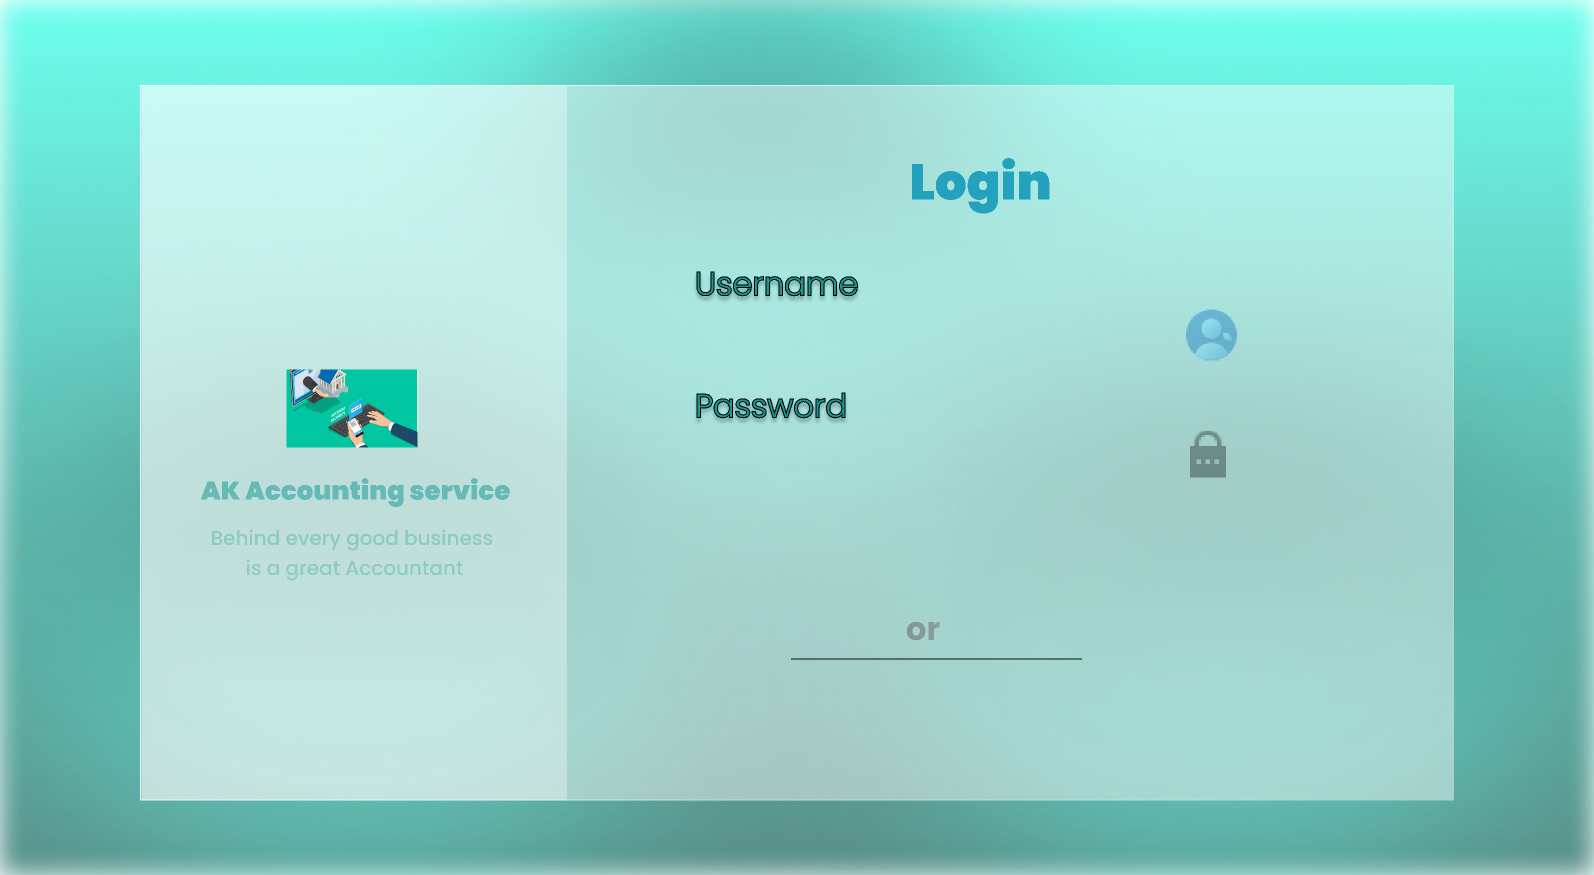 Login
Username
Password
AK Accounting service
Behind every good business
is a great Accountant
or